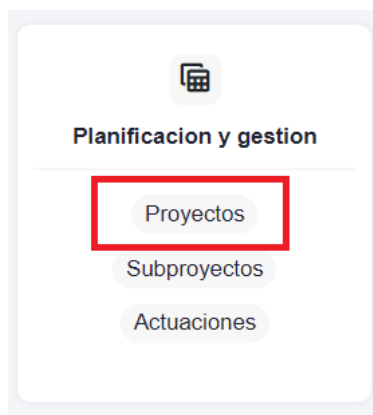 Planificacion y gestion
Proyectos
Subproyectos
Actuaciones